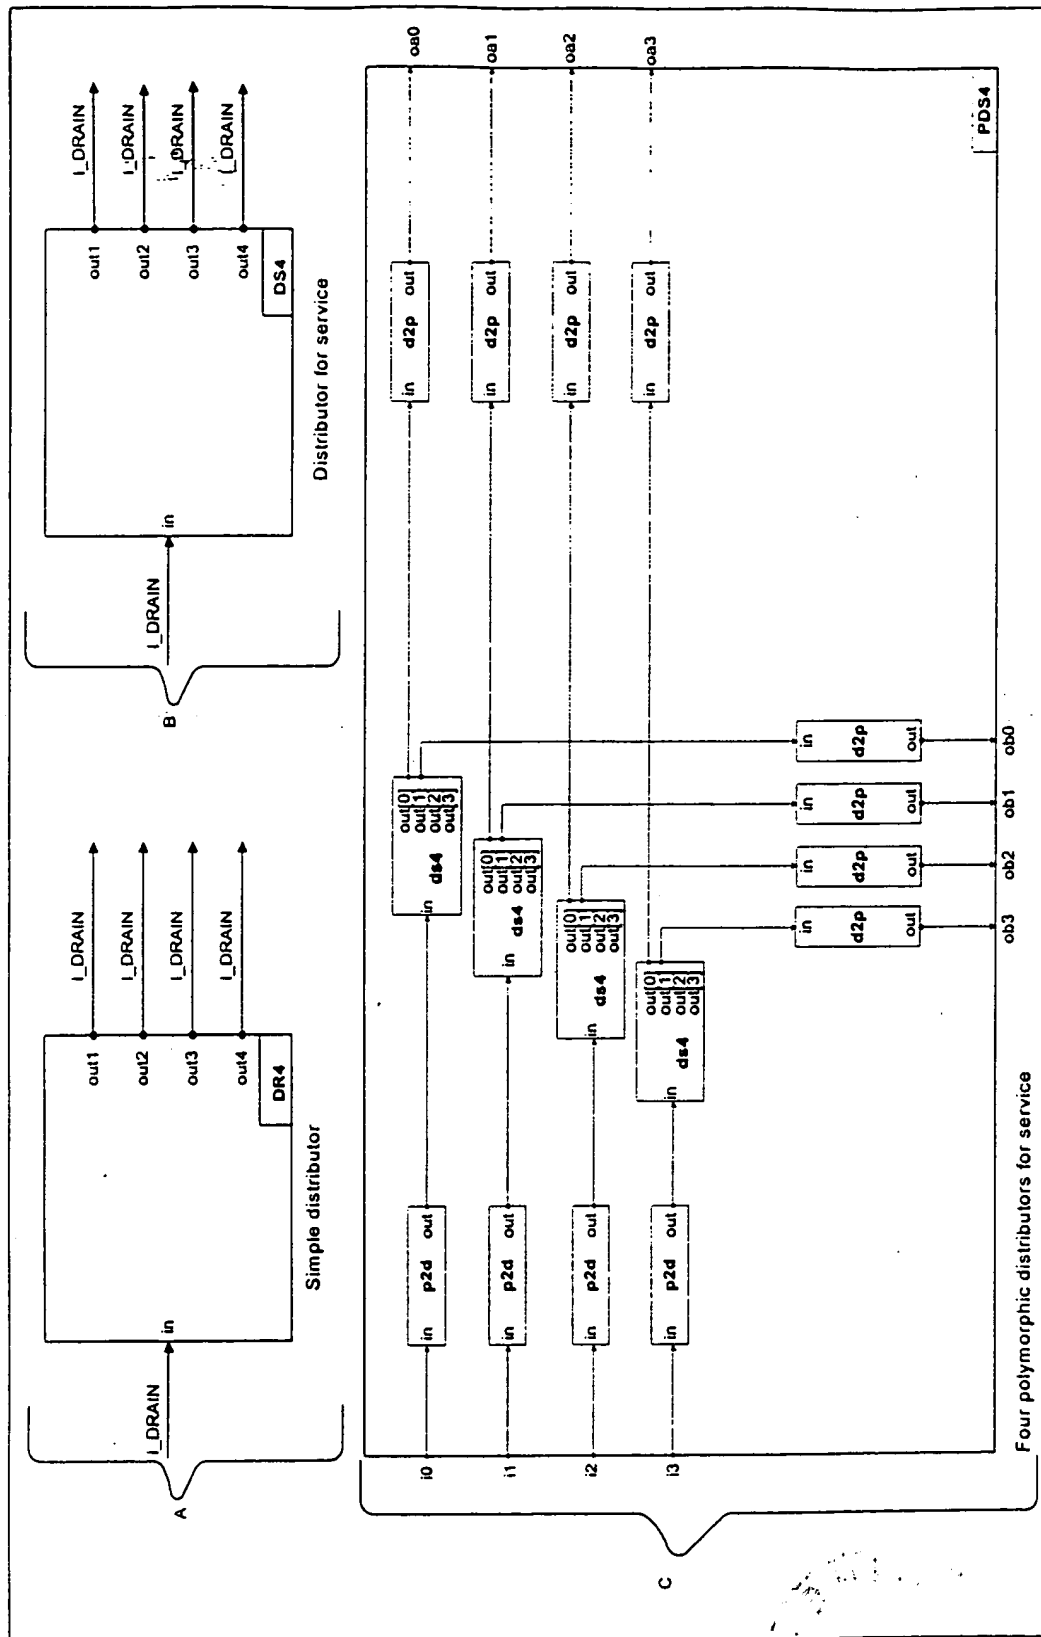 I_DRAIN
in
out1
I_DRAIN
out2
I_DRAIN
out3
I_DRAIN
out4
I_DRAIN
DR4
Simple distributor
A
I_DRAIN
in
out1
I_DRAIN
out2
I_DRAIN
out3
I_DRAIN
out4
I_DRAIN
DS4
Distributor for service
B
i0
in p2d out
in ds4
out[0]
out[1]
out[2]
out[3]
in d2p out
oa0
i1
in p2d out
in ds4
out[0]
out[1]
out[2]
out[3]
in d2p out
oa1
i2
in p2d out
in ds4
out[0]
out[1]
out[2]
out[3]
in d2p out
oa2
i3
in p2d out
in ds4
out[0]
out[1]
out[2]
out[3]
in d2p out
oa3
in
d2p
out
ob3
in
d2p
out
ob2
in
d2p
out
ob1
in
d2p
out
ob0
PDS4
Four polymorphic distributors for service
C